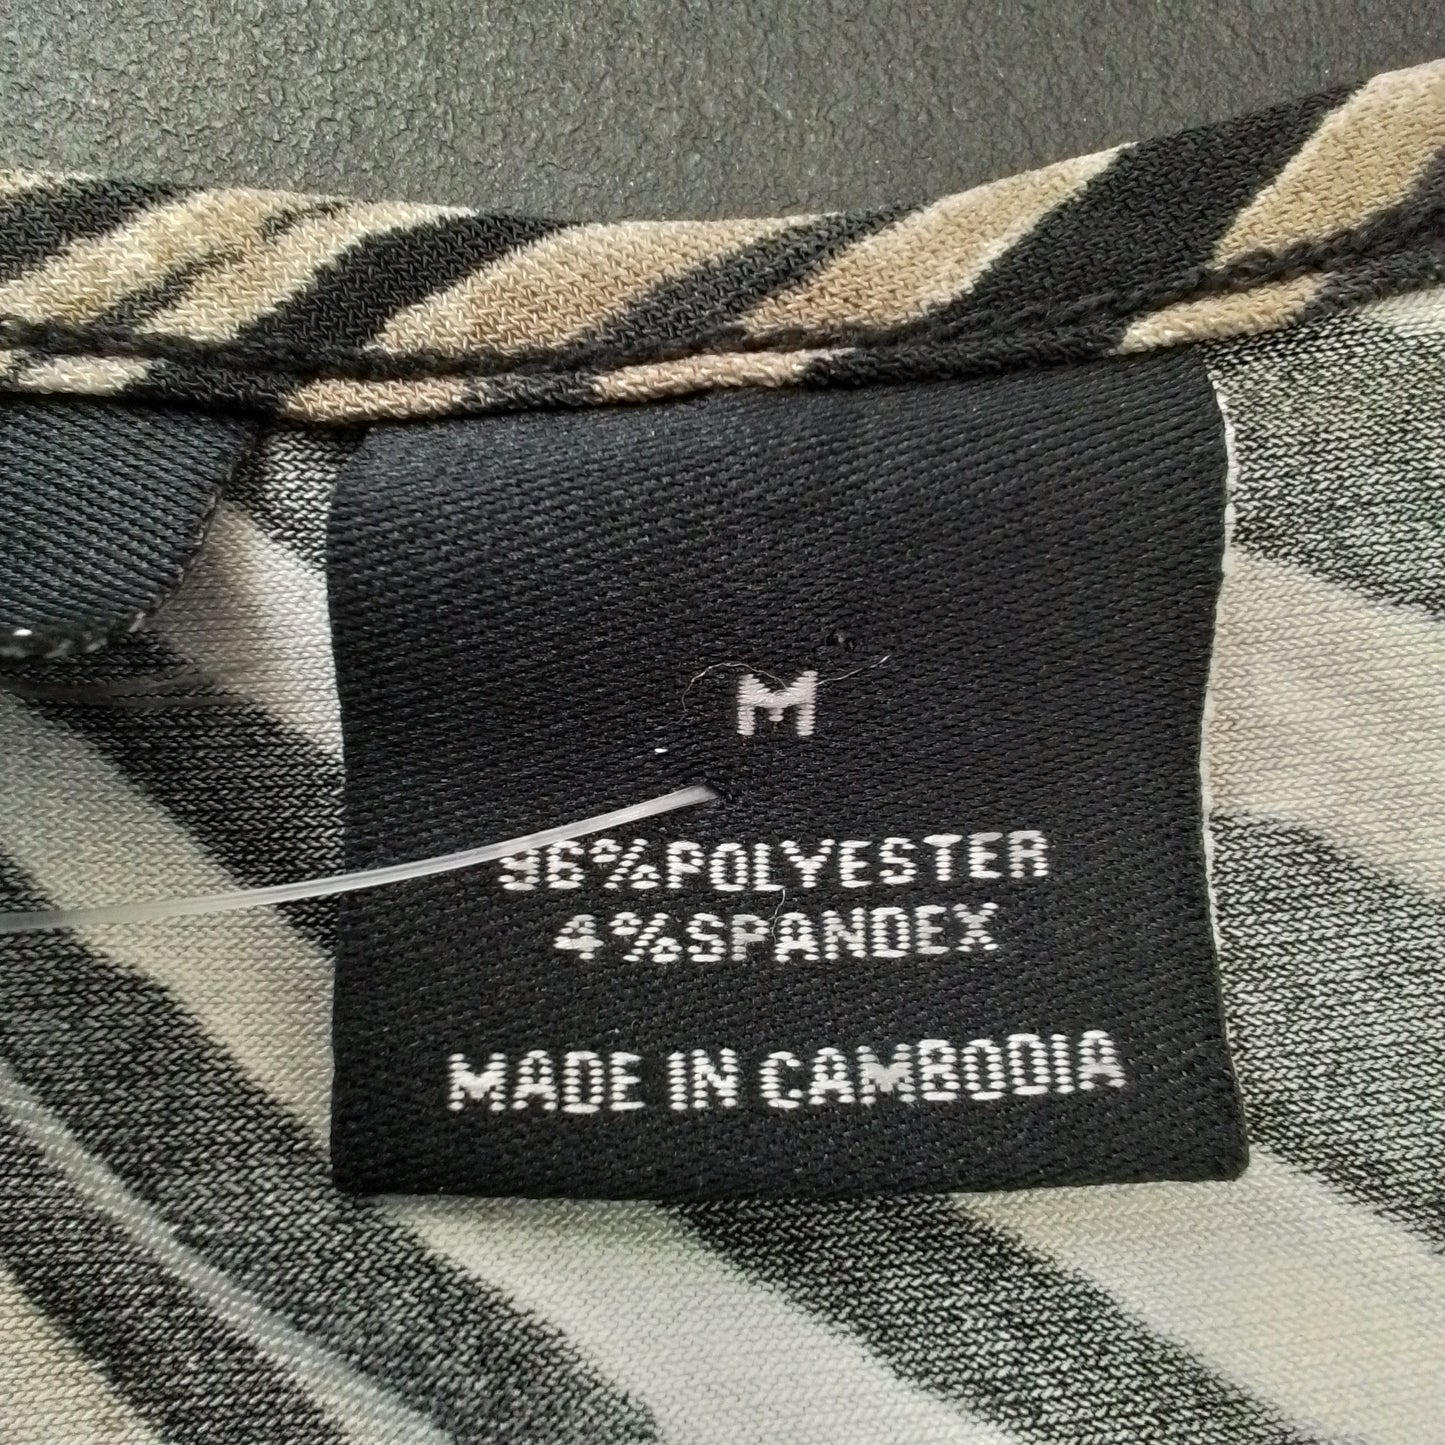 M
96%POLYESTER
4%SPANDEX
MADE IN CAMBODIA